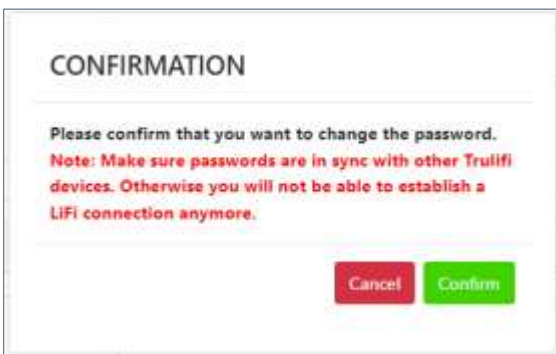 CONFIRMATION
Please confirm that you want to change the password.
Note: Make sure passwords are in sync with other Trulifi
devices. Otherwise you will not be able to establish a
LiFi connection anymore.
Cancel Confirm